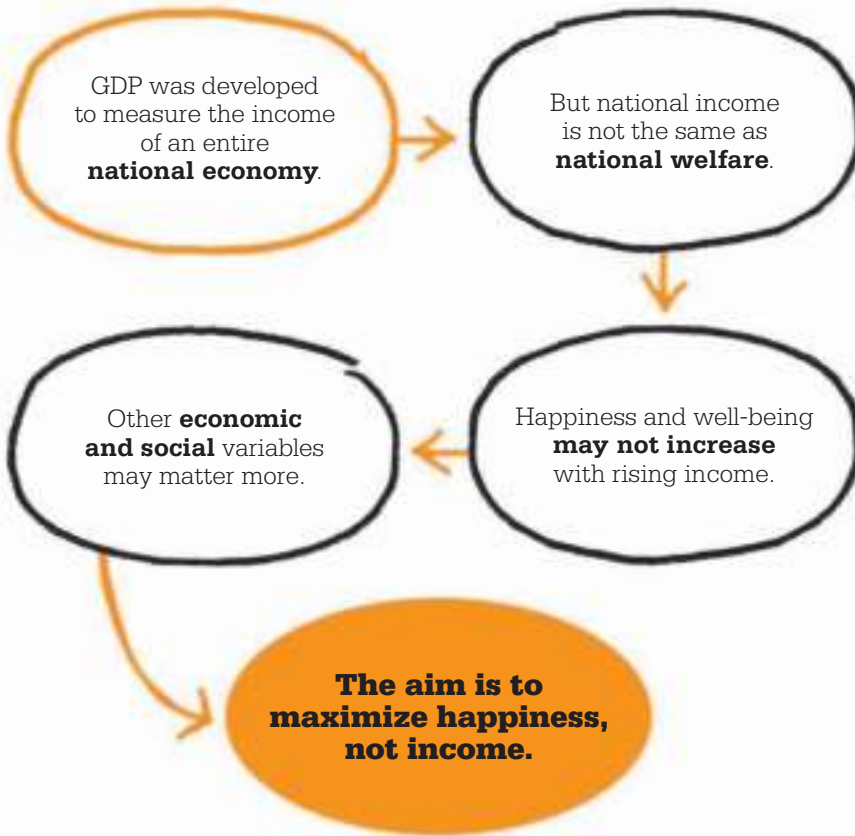 GDP was developed
to measure the income
of an entire
national economy.
But national income
is not the same as
national welfare.
Happiness and well-being
may not increase
with rising income.
Other economic
and social variables
may matter more.
The aim is to
maximize happiness,
not income.